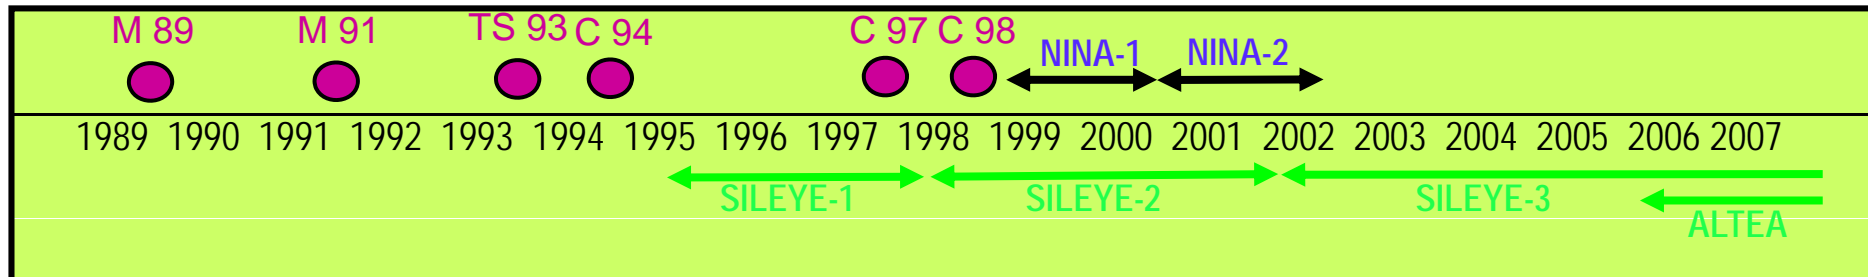 M 89 M 91 TS 93 C 94 C 97 C 98
NINA-1 NINA-2
1989 1990 1991 1992 1993 1994 1995 1996 1997 1998 1999 2000 2001 2002 2003 2004 2005 2006 2007
SILEYE-1 SILEYE-2 SILEYE-3
ALTEA